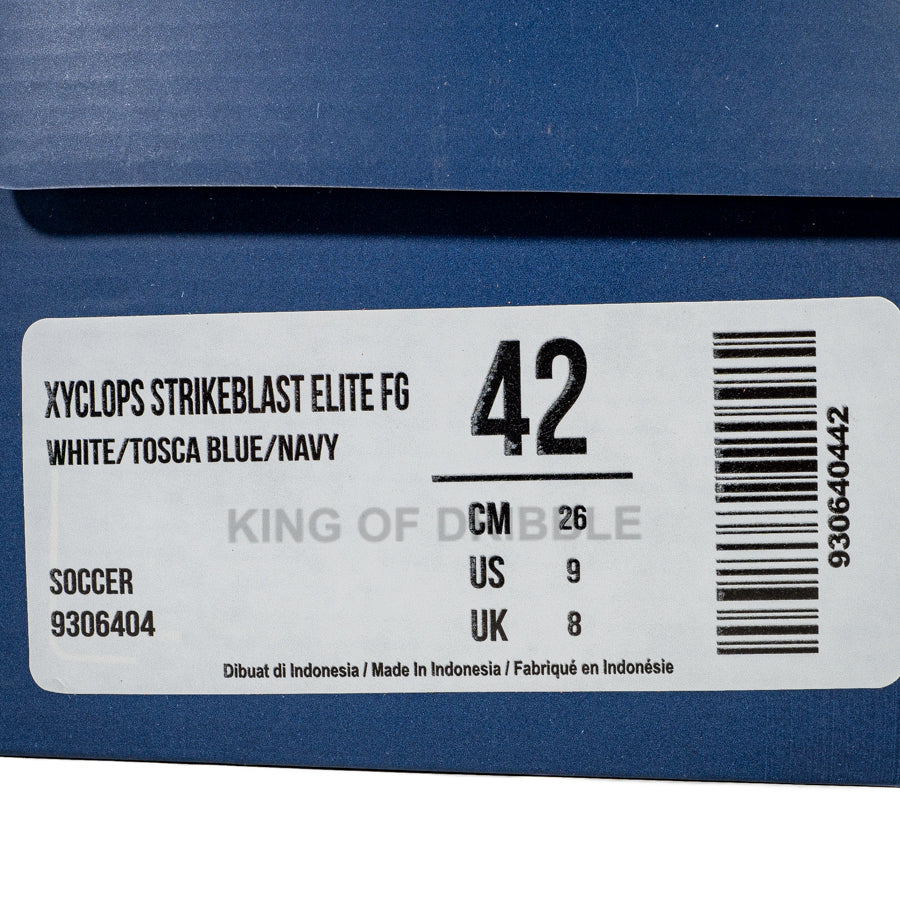 XYCLOPS STRIKEBLAST ELITE FG
WHITE/TOSCA BLUE/NAVY
42
KING OF DRIBBLE
CM 26
US 9
UK 8
SOCCER
9306404
930640442
Dibuat di Indonesia / Made In Indonesia / Fabriqué en Indonésie